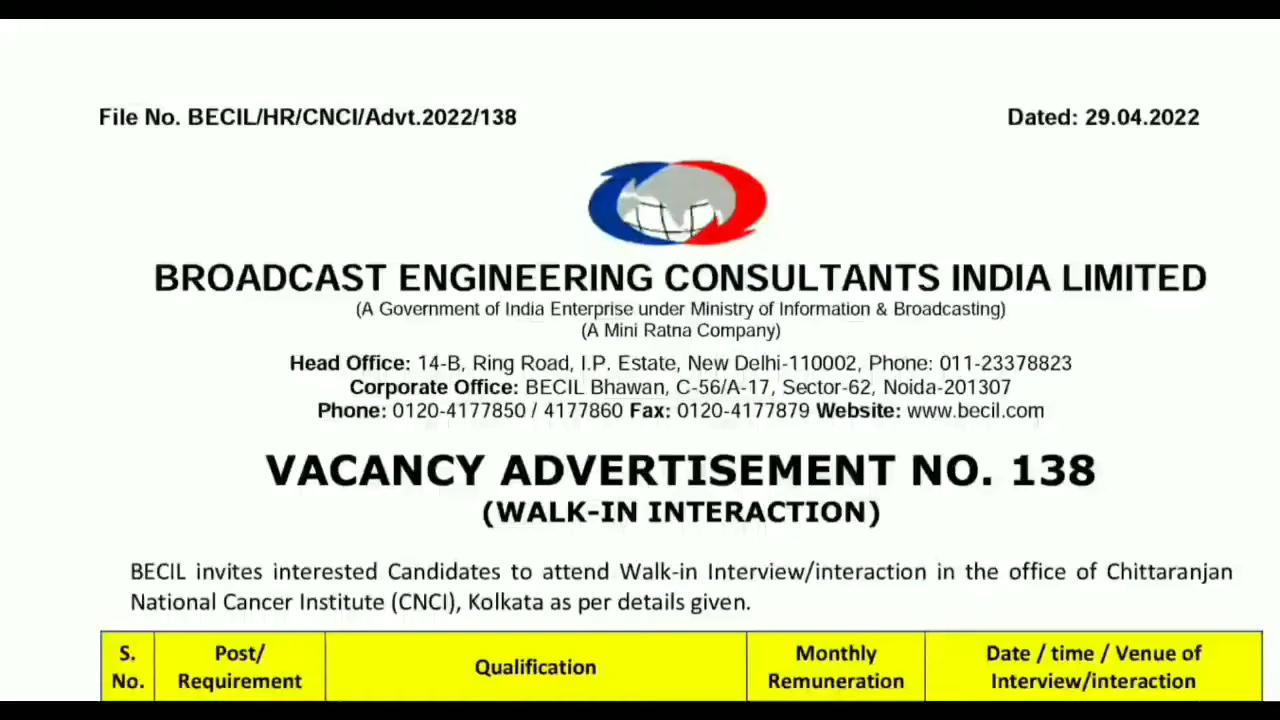 File No. BECIL/HR/CNCI/Advt.2022/138 Dated: 29.04.2022
BROADCAST ENGINEERING CONSULTANTS INDIA LIMITED
(A Government of India Enterprise under Ministry of Information & Broadcasting)
(A Mini Ratna Company)
Head Office: 14-B, Ring Road, I.P. Estate, New Delhi-110002, Phone: 011-23378823
Corporate Office: BECIL Bhawan, C-56/A-17, Sector-62, Noida-201307
Phone: 0120-4177850 / 4177860 Fax: 0120-4177879 Website: www.becil.com
VACANCY ADVERTISEMENT NO. 138
(WALK-IN INTERACTION)
BECIL invites interested Candidates to attend Walk-in Interview/interaction in the office of Chittaranjan
National Cancer Institute (CNCI), Kolkata as per details given.
S. No.
Post/ Requirement
Qualification
Monthly Remuneration
Date / time / Venue of Interview/interaction